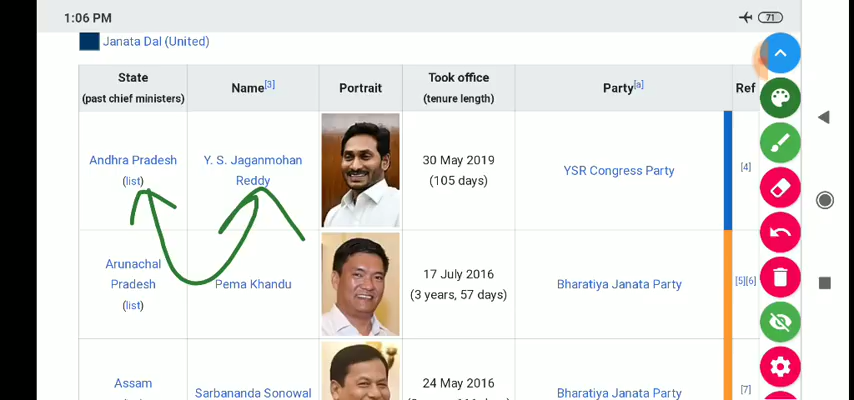 1:06 PM
71
Janata Dal (United)
State
(past chief ministers)
Name[3]
Portrait
Took office
(tenure length)
Party[a]
Ref
Andhra Pradesh
(list)
Y. S. Jaganmohan
Reddy
30 May 2019
(105 days)
YSR Congress Party
[4]
Arunachal
Pradesh
(list)
Pema Khandu
17 July 2016
(3 years, 57 days)
Bharatiya Janata Party
[5][6]
Assam
Sarbananda Sonowal
24 May 2016
Bharatiya Janata Party
[7]